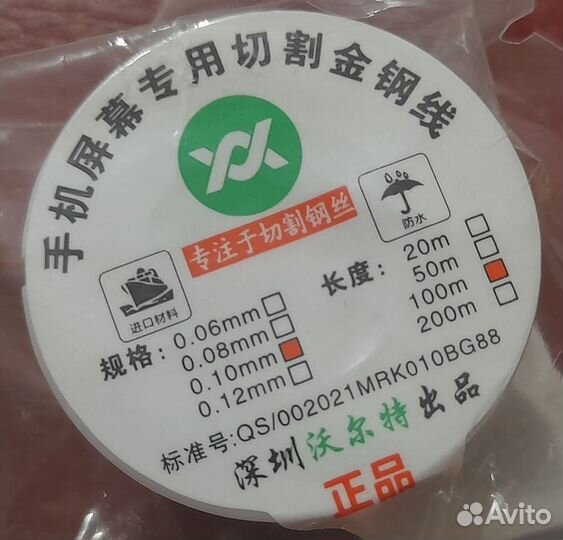 手机屏幕专用切割金钢线
专注于切割钢丝
进口材料
防水
规格:
0.06mm
0.08mm
0.10mm
0.12mm
长度:
20m
50m
100m
200m
标准号:QS/002021MRK010BG88
深圳沃尔特出品
正品
Avito